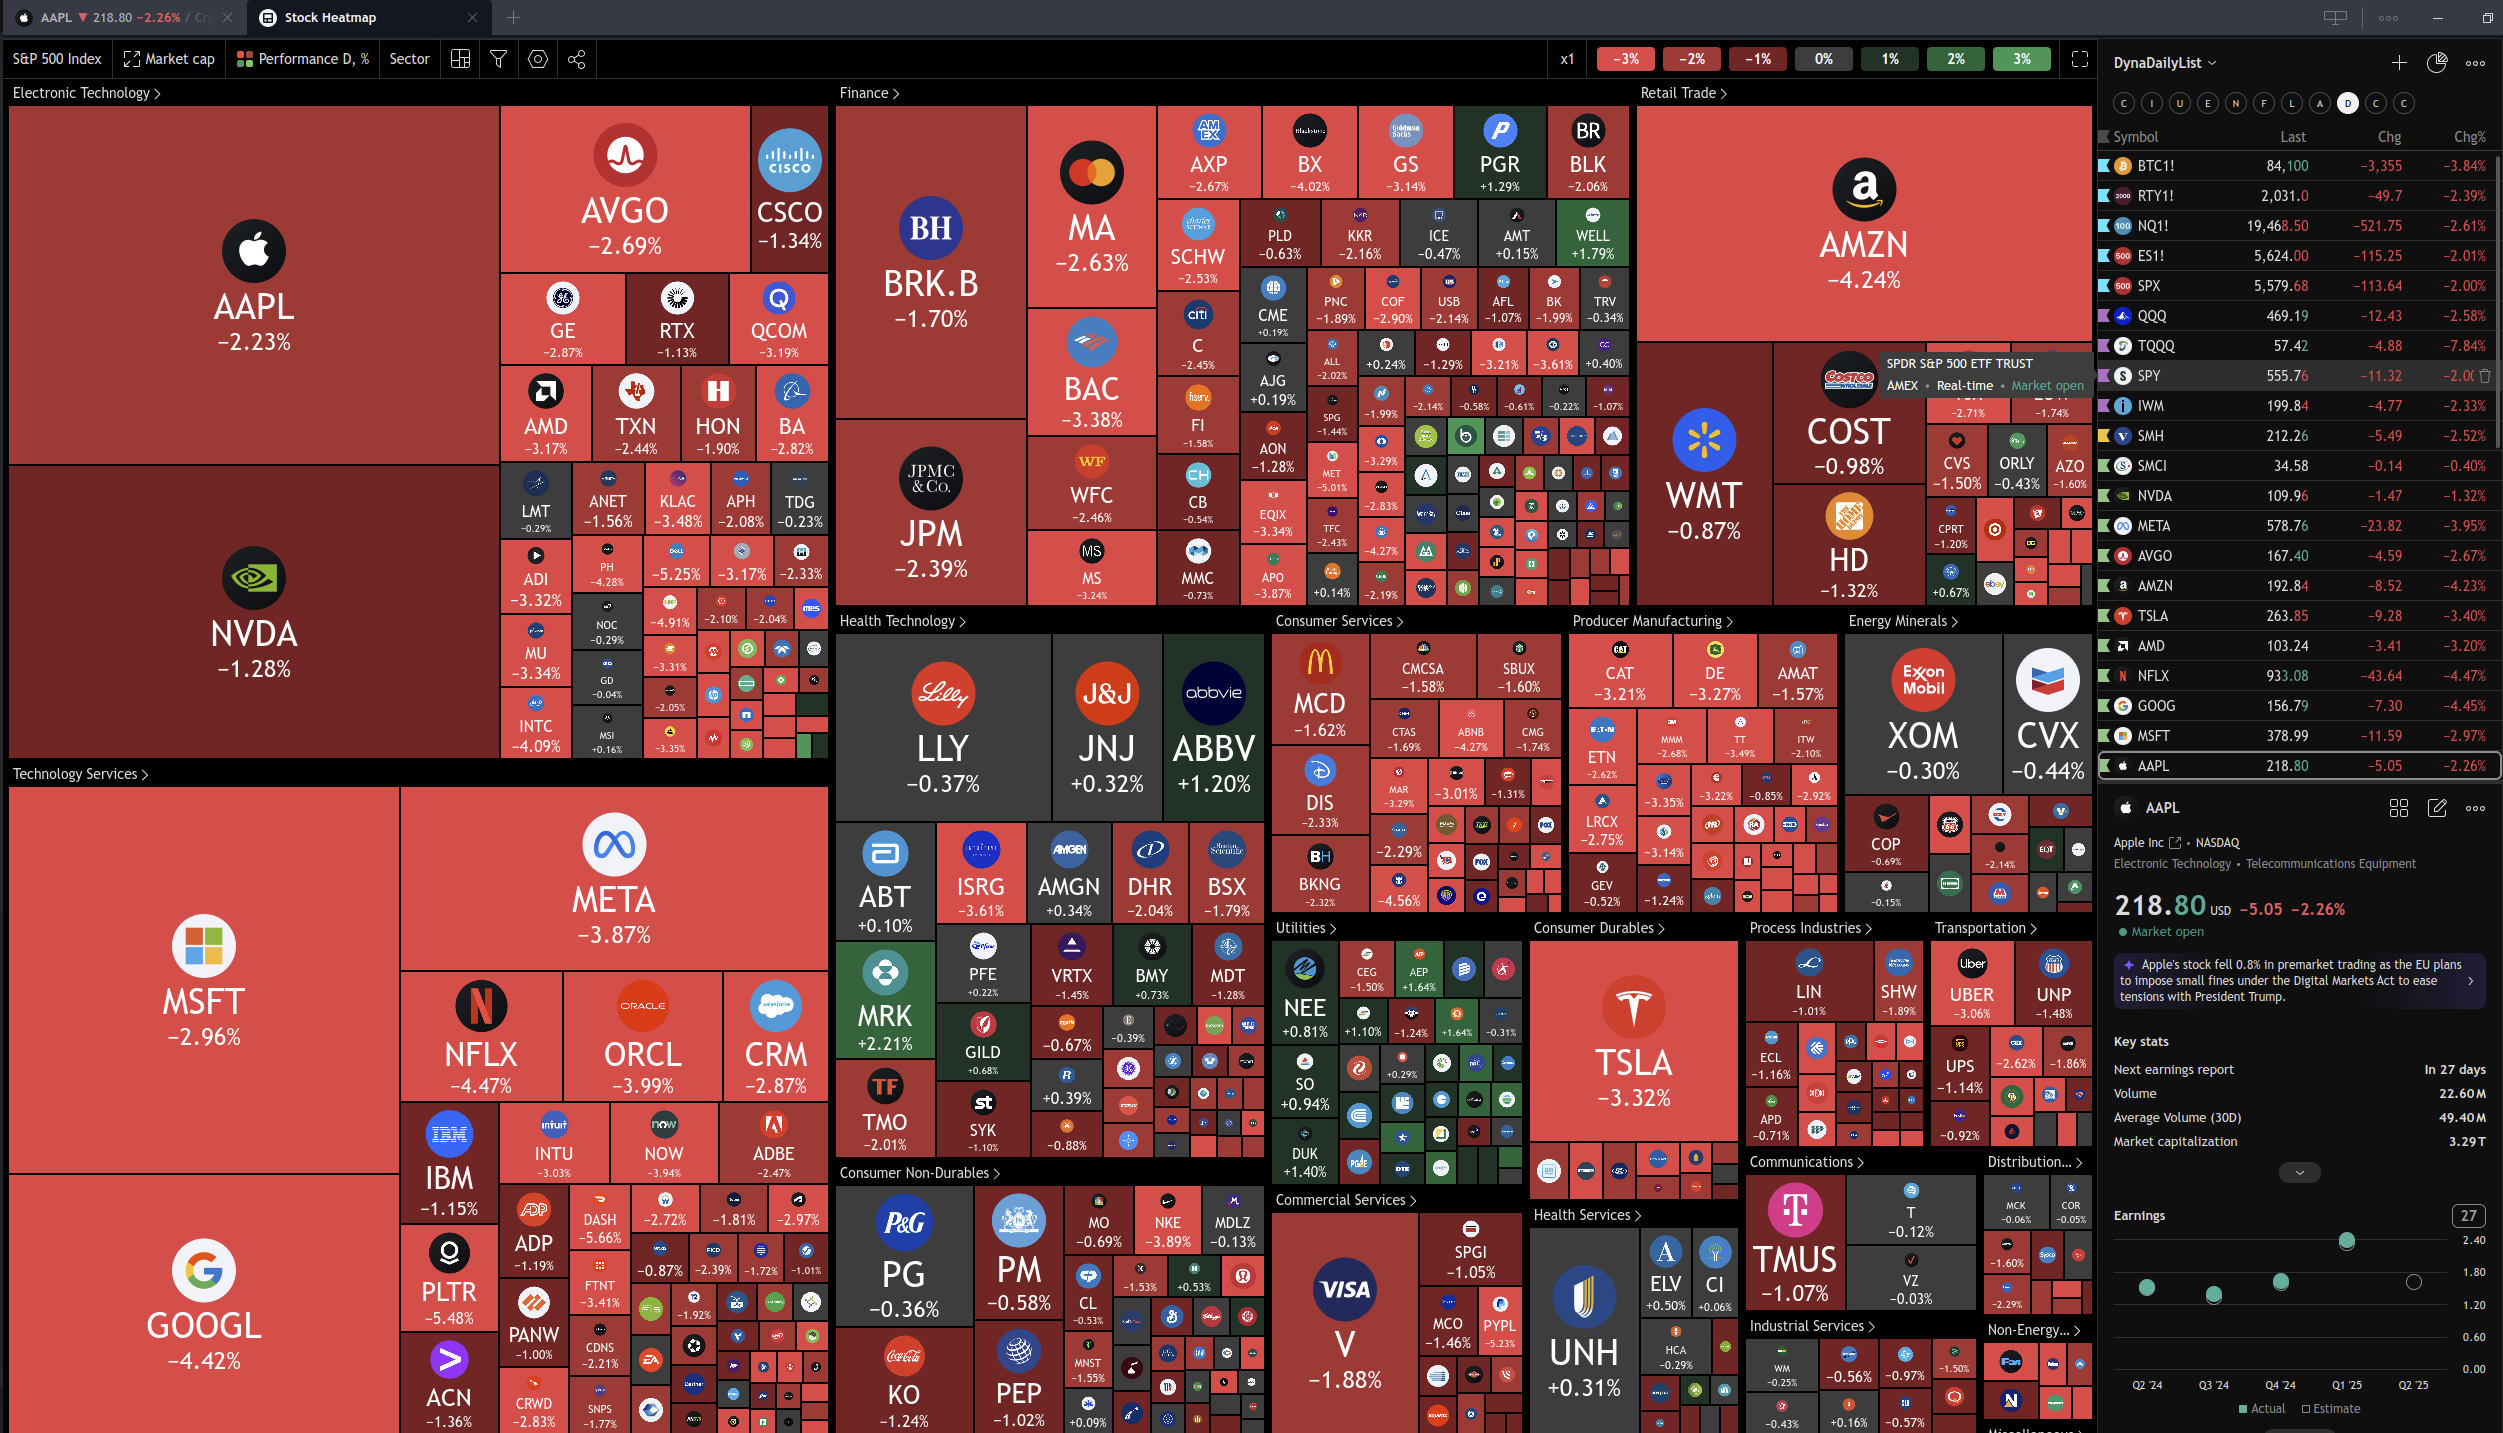 AAPL ▼ 218.80 −2.26% / Cr
Stock Heatmap
S&P 500 Index
Market cap
Performance D, %
Sector
x1
−3%
−2%
−1%
0%
1%
2%
3%
Electronic Technology >
AAPL
−2.23%
NVDA
−1.28%
AVGO
−2.69%
CISCO
CSCO
−1.34%
GE
−2.87%
RTX
−1.13%
QCOM
−3.19%
AMD
−3.17%
TXN
−2.44%
HON
−1.90%
BA
−2.82%
LMT
−0.29%
ANET
−1.56%
KLAC
−3.48%
APH
−2.08%
TDG
−0.23%
ADI
−3.32%
PH
−4.28%
−5.25%
−3.17%
−2.33%
MU
−3.34%
NOC
−0.29%
−4.91%
−2.10%
−2.04%
GD
−0.04%
−3.31%
INTC
−4.09%
MSI
+0.16%
−2.05%
−3.35%
Technology Services >
MSFT
−2.96%
GOOGL
−4.42%
META
−3.87%
NFLX
−4.47%
ORACLE
ORCL
−3.99%
CRM
−2.87%
IBM
−1.15%
INTUIT
INTU
−3.03%
now
NOW
−3.94%
ADBE
−2.47%
PLTR
−5.48%
ACN
−1.36%
ADP
−1.19%
PANW
−1.00%
CRWD
−2.83%
DASH
−5.66%
FTNT
−3.41%
CDNS
−2.21%
SNPS
−1.77%
−2.72%
−1.81%
−2.97%
−0.87%
−2.39%
−1.72%
−1.01%
−1.92%
Finance >
BH
BRK.B
−1.70%
JPMC
& CO.
JPM
−2.39%
MA
−2.63%
BAC
−3.38%
WF
WFC
−2.46%
MS
MS
−3.24%
AM
EX
AXP
−2.67%
BX
−4.02%
Goldman
Sachs
GS
−3.14%
PGR
+1.29%
BR
BLK
−2.06%
SCHW
−2.53%
PLD
−0.63%
KKR
−2.16%
ICE
−0.47%
AMT
+0.15%
WELL
+1.79%
citi
C
−2.45%
CME
+0.19%
PNC
−1.89%
COF
−2.90%
USB
−2.14%
AFL
−1.07%
BK
−1.99%
TRV
−0.34%
ALL
−2.02%
+0.24%
−1.29%
−3.21%
−3.61%
+0.40%
fiserv.
FI
−1.58%
AJG
+0.19%
SPG
−1.44%
−1.99%
−2.14%
−0.58%
−0.61%
−0.22%
−1.07%
CB
−0.54%
AON
−1.28%
MET
−5.01%
−3.29%
MMC
−0.73%
EQIX
−3.34%
TFC
−2.43%
−2.83%
−4.27%
APO
−3.87%
+0.14%
−2.19%
Retail Trade >
AMZN
−4.24%
WMT
−0.87%
COSTCO
COST
−0.98%
HD
−1.32%
SPDR S&P 500 ETF TRUST
AMEX • Real-time • Market open
−2.71%
−1.74%
CVS
−1.50%
ORLY
−0.43%
AZO
−1.60%
CPRT
−1.20%
+0.67%
ebay
Health Technology >
Lilly
LLY
−0.37%
J&J
JNJ
+0.32%
abbvie
ABBV
+1.20%
ABT
+0.10%
ISRG
−3.61%
AMGEN
AMGN
+0.34%
DHR
−2.04%
Boston
Scientific
BSX
−1.79%
MRK
+2.21%
PFE
+0.22%
VRTX
−1.45%
BMY
+0.73%
MDT
−1.28%
GILD
+0.68%
−0.67%
−0.39%
TF
TMO
−2.01%
st
SYK
−1.10%
+0.39%
−0.88%
Consumer Services >
MCD
−1.62%
CMCSA
−1.58%
SBUX
−1.60%
DIS
−2.33%
CTAS
−1.69%
ABNB
−4.27%
CMG
−1.74%
MAR
−3.29%
−3.01%
−1.31%
BH
BKNG
−2.32%
−2.29%
−4.56%
FOX
FOX
Producer Manufacturing >
CAT
CAT
−3.21%
DE
−3.27%
AMAT
−1.57%
ETN
−2.62%
MMM
−2.68%
TT
−3.49%
ITW
−2.10%
LRCX
−2.75%
−3.35%
−3.22%
−0.85%
−2.92%
−3.14%
GEV
−0.52%
−1.24%
Energy Minerals >
Exxon
Mobil
XOM
−0.30%
CVX
−0.44%
COP
−0.69%
−0.15%
−2.14%
Utilities >
NEE
+0.81%
CEG
−1.50%
AEP
+1.64%
SO
+0.94%
+1.10%
−1.24%
+1.64%
−0.31%
+0.29%
DUK
+1.40%
Consumer Durables >
TSLA
−3.32%
Process Industries >
LIN
−1.01%
SHW
−1.89%
ECL
−1.16%
APD
−0.71%
Transportation >
Uber
UBER
−3.06%
UNP
−1.48%
UPS
−1.14%
−2.62%
−1.86%
−0.92%
Consumer Non-Durables >
P&G
PG
−0.36%
PM
−0.58%
MO
−0.69%
NKE
−3.89%
MDLZ
−0.13%
CL
−0.53%
−1.53%
+0.53%
Coca-Cola
KO
−1.24%
PEP
−1.02%
MNST
−1.55%
+0.09%
Commercial Services >
VISA
V
−1.88%
SPGI
−1.05%
MCO
−1.46%
PYPL
−5.23%
Health Services >
UNH
+0.31%
ELV
+0.50%
CI
+0.06%
HCA
−0.29%
Communications >
TMUS
−1.07%
T
−0.12%
VZ
−0.03%
Distribution... >
MCK
−0.06%
COR
−0.05%
−1.60%
−2.29%
Industrial Services >
WM
−0.25%
−0.56%
−0.97%
−1.50%
−0.43%
+0.16%
−0.57%
Non-Energy... >
DynaDailyList
C I U E N F L A D C C
Symbol Last Chg Chg%
BTC1! 84,100 −3,355 −3.84%
RTY1! 2,031.0 −49.7 −2.39%
NQ1! 19,468.50 −521.75 −2.61%
ES1! 5,624.00 −115.25 −2.01%
SPX 5,579.68 −113.64 −2.00%
QQQ 469.19 −12.43 −2.58%
TQQQ 57.42 −4.88 −7.84%
SPY 555.76 −11.32 −2.0
IWM 199.84 −4.77 −2.33%
SMH 212.26 −5.49 −2.52%
SMCI 34.58 −0.14 −0.40%
NVDA 109.96 −1.47 −1.32%
META 578.76 −23.82 −3.95%
AVGO 167.40 −4.59 −2.67%
AMZN 192.84 −8.52 −4.23%
TSLA 263.85 −9.28 −3.40%
AMD 103.24 −3.41 −3.20%
NFLX 933.08 −43.64 −4.47%
GOOG 156.79 −7.30 −4.45%
MSFT 378.99 −11.59 −2.97%
AAPL 218.80 −5.05 −2.26%
AAPL
Apple Inc • NASDAQ
Electronic Technology • Telecommunications Equipment
218.80 USD −5.05 −2.26%
Market open
Apple's stock fell 0.8% in premarket trading as the EU plans
to impose small fines under the Digital Markets Act to ease
tensions with President Trump.
Key stats
Next earnings report In 27 days
Volume 22.60M
Average Volume (30D) 49.40M
Market capitalization 3.29T
Earnings 27
2.40
1.80
1.20
0.60
0.00
Q2 '24 Q3 '24 Q4 '24 Q1 '25 Q2 '25
Actual Estimate